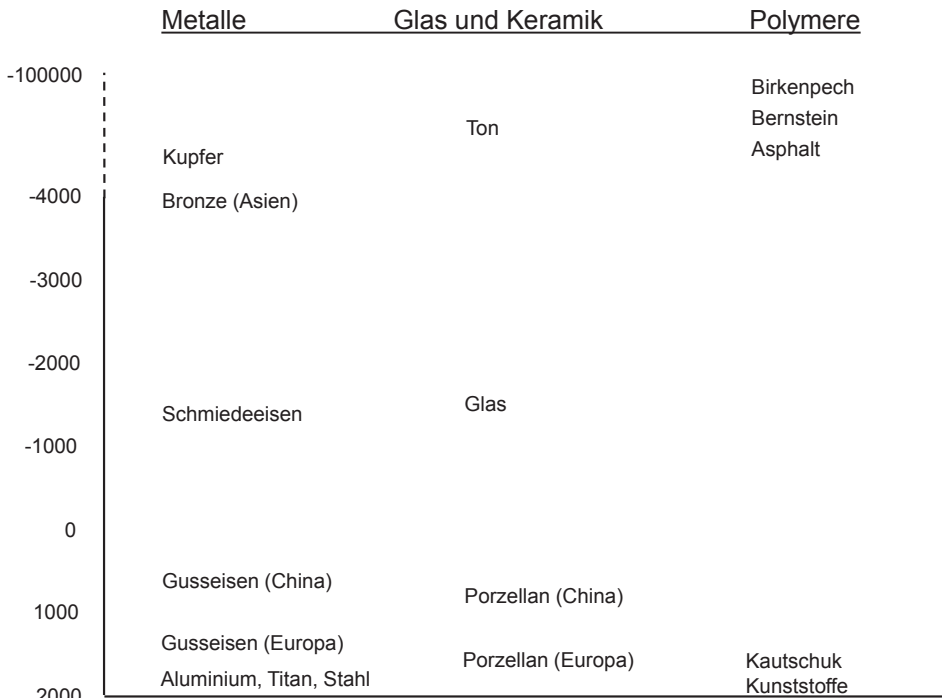 Metalle Glas und Keramik Polymere
-100000
Birkenpech
Bernstein
Ton
Asphalt
Kupfer
-4000
Bronze (Asien)
-3000
-2000
Glas
Schmiedeeisen
-1000
0
Gusseisen (China)
Porzellan (China)
1000
Gusseisen (Europa)
Porzellan (Europa)
Kautschuk
Aluminium, Titan, Stahl
Kunststoffe
2000